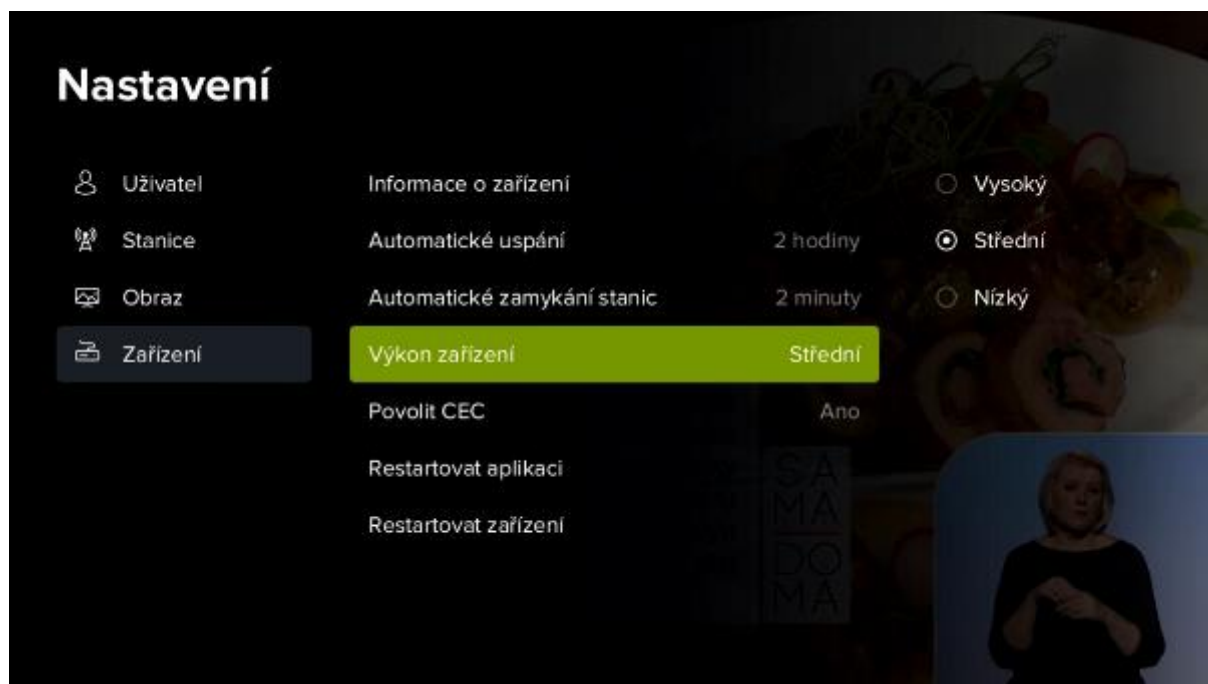 Nastavení
Uživatel
Stanice
Obraz
Zařízení
Informace o zařízení
Automatické uspání 2 hodiny
Automatické zamykání stanic 2 minuty
Výkon zařízení Střední
Povolit CEC Ano
Restartovat aplikaci
Restartovat zařízení
Vysoký
Střední
Nízký
SA
MA
DO
MA